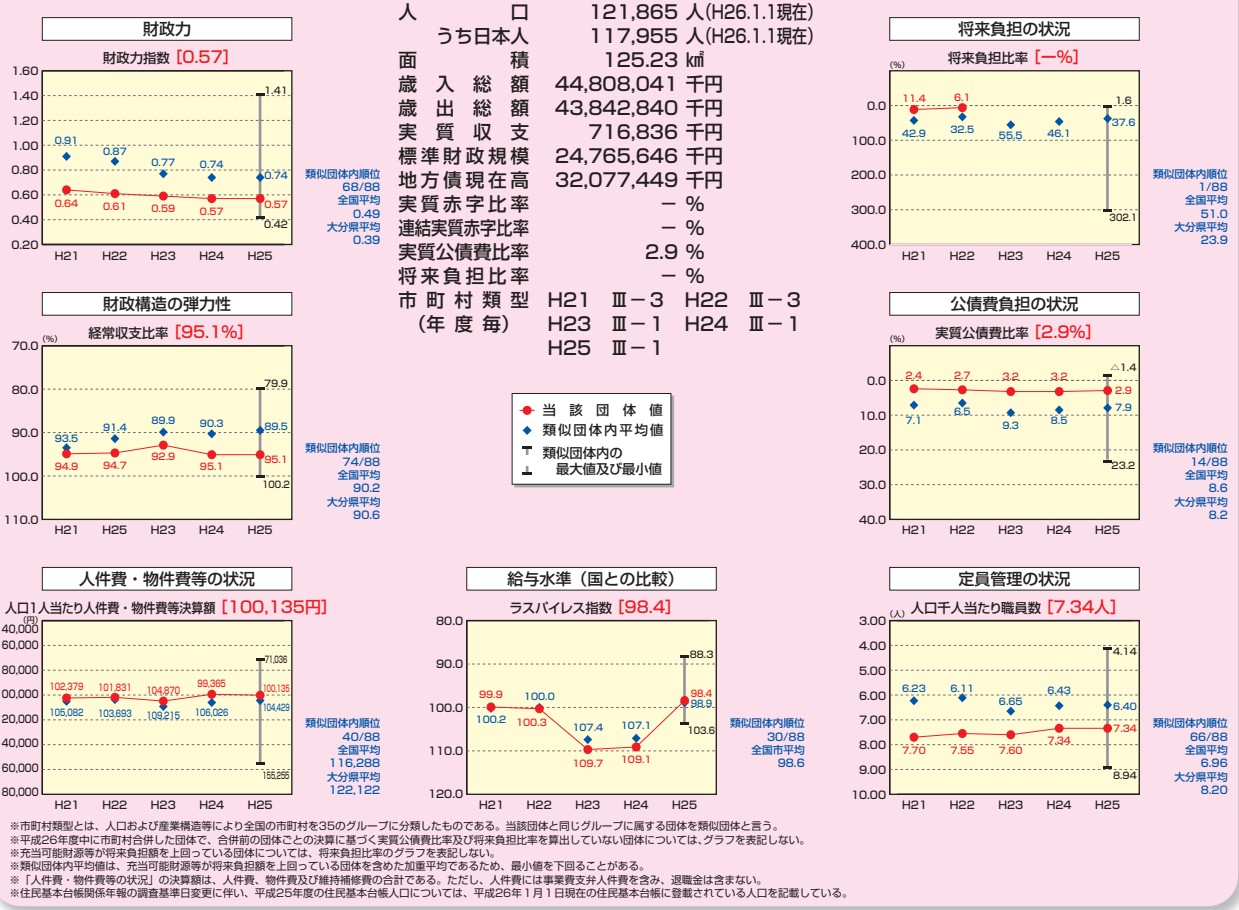 人口 121,865 人(H26.1.1現在)
うち日本人 117,955 人(H26.1.1現在)
面積 125.23 k㎡
歳入総額 44,808,041 千円
歳出総額 43,842,840 千円
実質収支 716,836 千円
標準財政規模 24,765,646 千円
地方債現在高 32,077,449 千円
実質赤字比率 － %
連結実質赤字比率 － %
実質公債費比率 2.9 %
将来負担比率 － %
市町村類型 H21 Ⅲ－3 H22 Ⅲ－3
(年度毎) H23 Ⅲ－1 H24 Ⅲ－1
H25 Ⅲ－1
当該団体値
類似団体内平均値
類似団体内の
最大値及び最小値
財政力
財政力指数 [0.57]
1.60
1.40
1.20
1.00
0.80
0.60
0.40
0.20
1.41
0.91 0.87 0.77 0.74 0.74
0.64 0.61 0.59 0.57 0.57
0.42
H21 H22 H23 H24 H25
類似団体内順位
68/88
全国平均
0.49
大分県平均
0.39
将来負担の状況
将来負担比率 [ー%]
(%)
0.0
100.0
200.0
300.0
400.0
11.4 6.1 1.6
42.9 32.5 55.5 46.1 37.6
302.1
H21 H22 H23 H24 H25
類似団体内順位
1/88
全国平均
51.0
大分県平均
23.9
財政構造の弾力性
経常収支比率 [95.1%]
(%)
70.0
80.0
90.0
100.0
110.0
79.9
93.5 91.4 89.9 90.3 89.5
94.9 94.7 92.9 95.1 95.1
100.2
H21 H25 H23 H24 H25
類似団体内順位
74/88
全国平均
90.2
大分県平均
90.6
公債費負担の状況
実質公債費比率 [2.9%]
(%)
0.0
10.0
20.0
30.0
40.0
△1.4
2.4 2.7 3.2 3.2 2.9
7.1 6.5 9.3 8.5 7.9
23.2
H21 H22 H23 H24 H25
類似団体内順位
14/88
全国平均
8.6
大分県平均
8.2
人件費・物件費等の状況
人口1人当たり人件費・物件費等決算額 [100,135円]
(円)
40,000
60,000
80,000
00,000
20,000
40,000
60,000
80,000
71,036
102,379 101,831 104,870 99,365 100,135
105,082 103,693 109,215 106,026 104,429
155,255
H21 H22 H23 H24 H25
類似団体内順位
40/88
全国平均
116,288
大分県平均
122,122
給与水準（国との比較）
ラスパイレス指数 [98.4]
80.0
90.0
100.0
110.0
120.0
88.3
99.9 100.0 107.4 107.1 98.4
100.2 100.3 109.7 109.1 98.9
103.6
H21 H22 H23 H24 H25
類似団体内順位
30/88
全国市平均
98.6
定員管理の状況
人口千人当たり職員数 [7.34人]
(人)
3.00
4.00
5.00
6.00
7.00
8.00
9.00
10.00
4.14
6.23 6.11 6.65 6.43 6.40
7.70 7.55 7.60 7.34 7.34
8.94
H21 H22 H23 H24 H25
類似団体内順位
66/88
全国平均
6.96
大分県平均
8.20
※市町村類型とは、人口および産業構造等により全国の市町村を35のグループに分類したものである。当該団体と同じグループに属する団体を類似団体と言う。
※平成26年度中に市町村合併した団体で、合併前の団体ごとの決算に基づく実質公債費比率及び将来負担比率を算出していない団体については、グラフを表記しない。
※充当可能財源等が将来負担額を上回っている団体については、将来負担比率のグラフを表記しない。
※類似団体内平均値は、充当可能財源等が将来負担額を上回っている団体を含めた加重平均であるため、最小値を下回ることがある。
※「人件費・物件費等の状況」の決算額は、人件費、物件費及び維持補修費の合計である。ただし、人件費には事業費支弁人件費を含み、退職金は含まない。
※住民基本台帳関係年報の調査基準日変更に伴い、平成25年度の住民基本台帳人口については、平成26年１月１日現在の住民基本台帳に登載されている人口を記載している。